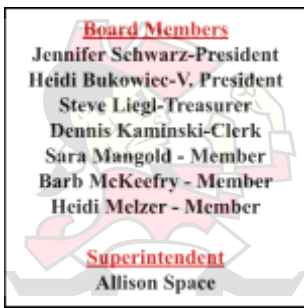 Board Members
Jennifer Schwarz-President
Heidi Bukowiec-V. President
Steve Liegl-Treasurer
Dennis Kaminski-Clerk
Sara Mangold - Member
Barb McKeefry - Member
Heidi Melzer - Member
Superintendent
Allison Space